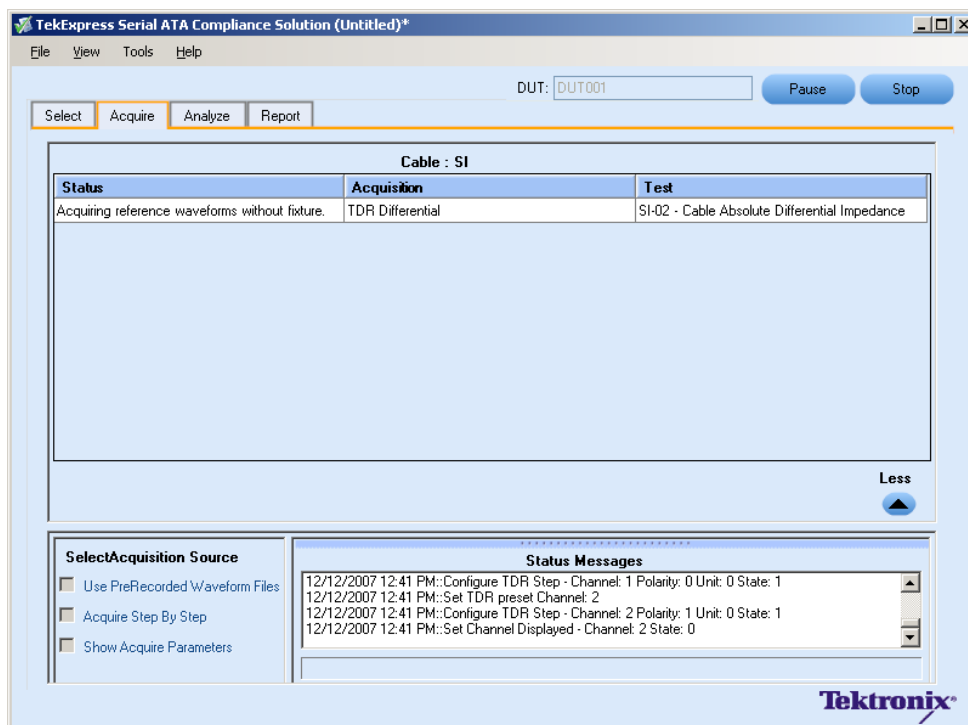 TekExpress Serial ATA Compliance Solution (Untitled)*
File View Tools Help
DUT: DUT001 Pause Stop
Select Acquire Analyze Report
Cable : SI
Status Acquisition Test
Acquiring reference waveforms without fixture. TDR Differential SI-02 - Cable Absolute Differential Impedance
Less
SelectAcquisition Source
Use PreRecorded Waveform Files
Acquire Step By Step
Show Acquire Parameters
Status Messages
12/12/2007 12:41 PM::Configure TDR Step - Channel: 1 Polarity: 0 Unit: 0 State: 1
12/12/2007 12:41 PM::Set TDR preset Channel: 2
12/12/2007 12:41 PM::Configure TDR Step - Channel: 2 Polarity: 1 Unit: 0 State: 1
12/12/2007 12:41 PM::Set Channel Displayed - Channel: 2 State: 0
Tektronix